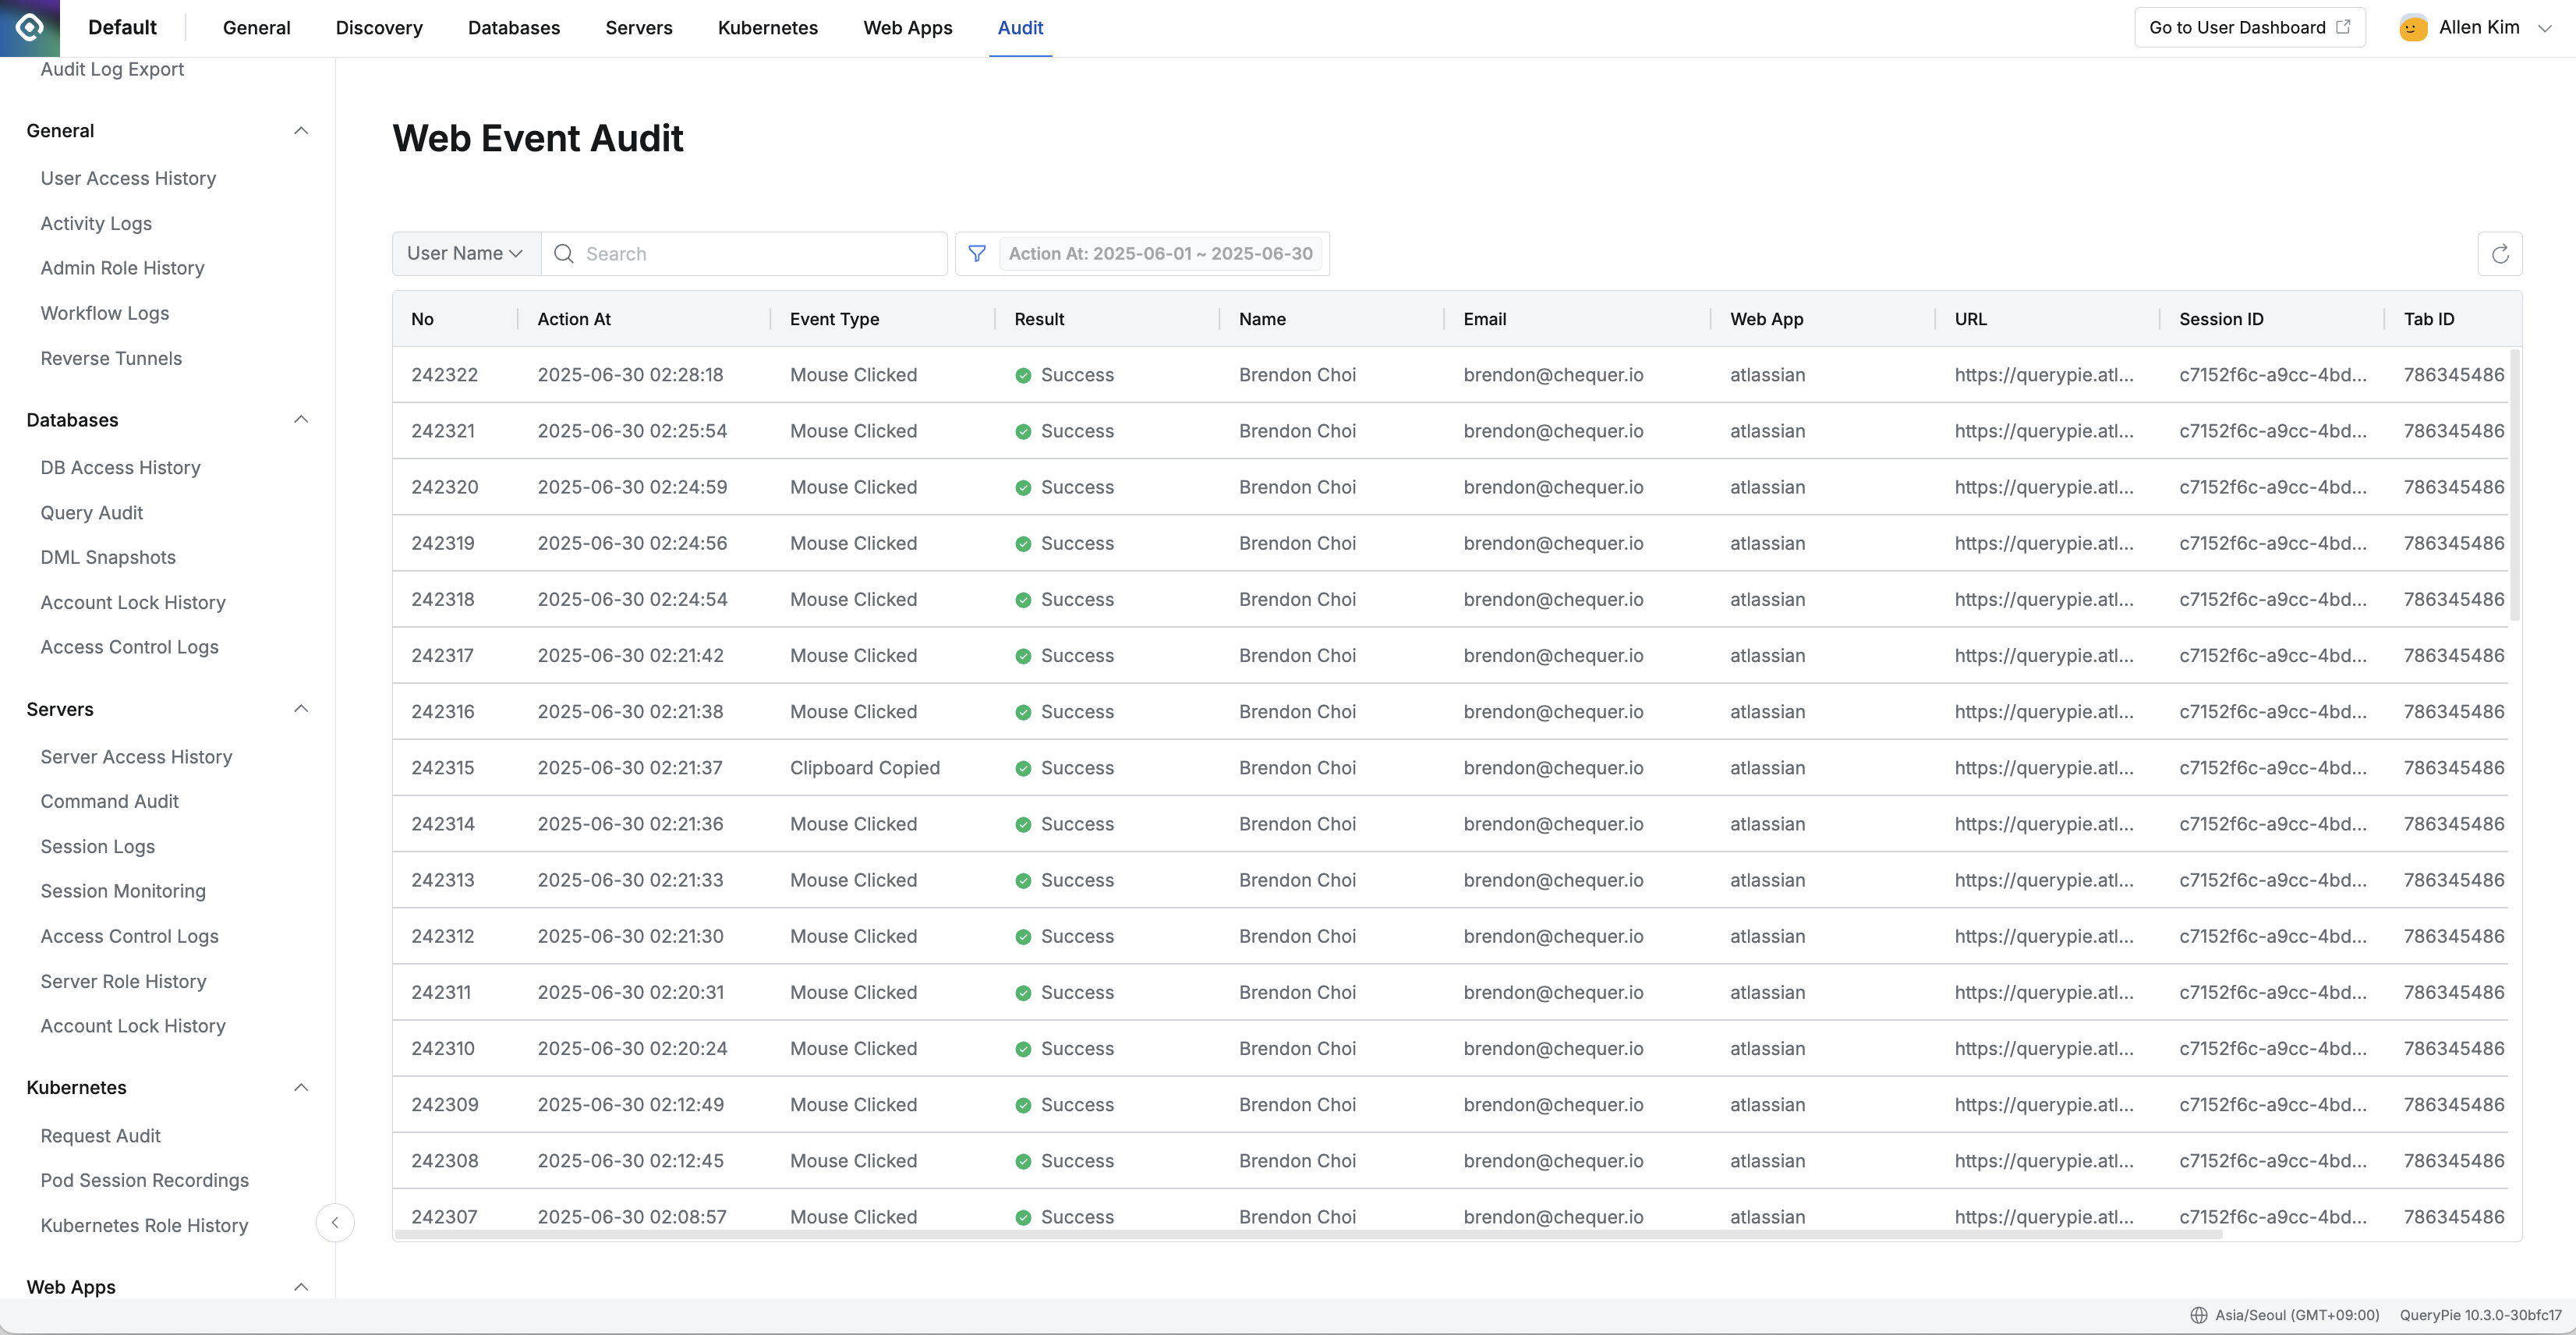 Default General Discovery Databases Servers Kubernetes Web Apps Audit Go to User Dashboard Allen Kim
Audit Log Export
General
User Access History
Activity Logs
Admin Role History
Workflow Logs
Reverse Tunnels
Databases
DB Access History
Query Audit
DML Snapshots
Account Lock History
Access Control Logs
Servers
Server Access History
Command Audit
Session Logs
Session Monitoring
Access Control Logs
Server Role History
Account Lock History
Kubernetes
Request Audit
Pod Session Recordings
Kubernetes Role History
Web Apps
Web Event Audit
User Name Search Action At: 2025-06-01 ~ 2025-06-30
No Action At Event Type Result Name Email Web App URL Session ID Tab ID
242322 2025-06-30 02:28:18 Mouse Clicked Success Brendon Choi brendon@chequer.io atlassian https://querypie.atl... c7152f6c-a9cc-4bd... 786345486
242321 2025-06-30 02:25:54 Mouse Clicked Success Brendon Choi brendon@chequer.io atlassian https://querypie.atl... c7152f6c-a9cc-4bd... 786345486
242320 2025-06-30 02:24:59 Mouse Clicked Success Brendon Choi brendon@chequer.io atlassian https://querypie.atl... c7152f6c-a9cc-4bd... 786345486
242319 2025-06-30 02:24:56 Mouse Clicked Success Brendon Choi brendon@chequer.io atlassian https://querypie.atl... c7152f6c-a9cc-4bd... 786345486
242318 2025-06-30 02:24:54 Mouse Clicked Success Brendon Choi brendon@chequer.io atlassian https://querypie.atl... c7152f6c-a9cc-4bd... 786345486
242317 2025-06-30 02:21:42 Mouse Clicked Success Brendon Choi brendon@chequer.io atlassian https://querypie.atl... c7152f6c-a9cc-4bd... 786345486
242316 2025-06-30 02:21:38 Mouse Clicked Success Brendon Choi brendon@chequer.io atlassian https://querypie.atl... c7152f6c-a9cc-4bd... 786345486
242315 2025-06-30 02:21:37 Clipboard Copied Success Brendon Choi brendon@chequer.io atlassian https://querypie.atl... c7152f6c-a9cc-4bd... 786345486
242314 2025-06-30 02:21:36 Mouse Clicked Success Brendon Choi brendon@chequer.io atlassian https://querypie.atl... c7152f6c-a9cc-4bd... 786345486
242313 2025-06-30 02:21:33 Mouse Clicked Success Brendon Choi brendon@chequer.io atlassian https://querypie.atl... c7152f6c-a9cc-4bd... 786345486
242312 2025-06-30 02:21:30 Mouse Clicked Success Brendon Choi brendon@chequer.io atlassian https://querypie.atl... c7152f6c-a9cc-4bd... 786345486
242311 2025-06-30 02:20:31 Mouse Clicked Success Brendon Choi brendon@chequer.io atlassian https://querypie.atl... c7152f6c-a9cc-4bd... 786345486
242310 2025-06-30 02:20:24 Mouse Clicked Success Brendon Choi brendon@chequer.io atlassian https://querypie.atl... c7152f6c-a9cc-4bd... 786345486
242309 2025-06-30 02:12:49 Mouse Clicked Success Brendon Choi brendon@chequer.io atlassian https://querypie.atl... c7152f6c-a9cc-4bd... 786345486
242308 2025-06-30 02:12:45 Mouse Clicked Success Brendon Choi brendon@chequer.io atlassian https://querypie.atl... c7152f6c-a9cc-4bd... 786345486
242307 2025-06-30 02:08:57 Mouse Clicked Success Brendon Choi brendon@chequer.io atlassian https://querypie.atl... c7152f6c-a9cc-4bd... 786345486
Asia/Seoul (GMT+09:00) QueryPie 10.3.0-30bfc17